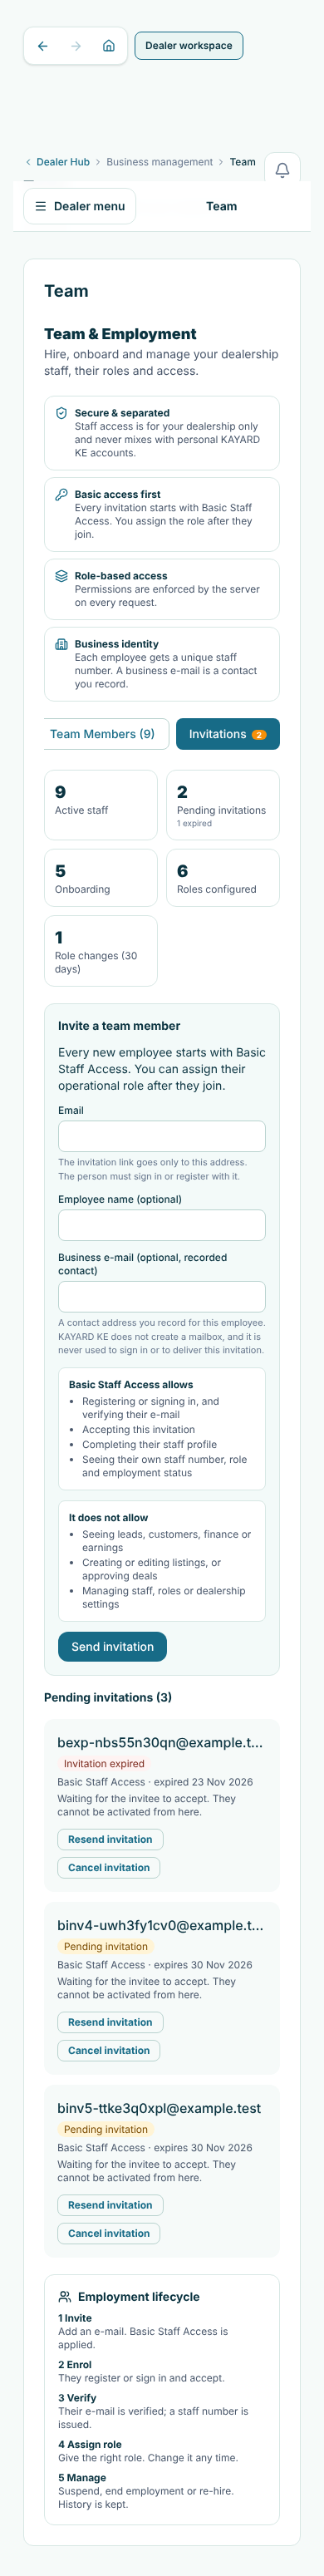 Dealer workspace
Dealer Hub
Business management
Team
Dealer menu
Team
Team
Team & Employment
Hire, onboard and manage your dealership
staff, their roles and access.
Secure & separated
Staff access is for your dealership only
and never mixes with personal KAYARD
KE accounts.
Basic access first
Every invitation starts with Basic Staff
Access. You assign the role after they
join.
Role-based access
Permissions are enforced by the server
on every request.
Business identity
Each employee gets a unique staff
number. A business e-mail is a contact
you record.
Team Members (9)
Invitations 2
9
Active staff
2
Pending invitations
1 expired
5
Onboarding
6
Roles configured
1
Role changes (30
days)
Invite a team member
Every new employee starts with Basic
Staff Access. You can assign their
operational role after they join.
Email
The invitation link goes only to this address.
The person must sign in or register with it.
Employee name (optional)
Business e-mail (optional, recorded
contact)
A contact address you record for this employee.
KAYARD KE does not create a mailbox, and it is
never used to sign in or to deliver this invitation.
Basic Staff Access allows
• Registering or signing in, and
verifying their e-mail
• Accepting this invitation
• Completing their staff profile
• Seeing their own staff number, role
and employment status
It does not allow
• Seeing leads, customers, finance or
earnings
• Creating or editing listings, or
approving deals
• Managing staff, roles or dealership
settings
Send invitation
Pending invitations (3)
bexp-nbs55n30qn@example.t...
Invitation expired
Basic Staff Access · expired 23 Nov 2026
Waiting for the invitee to accept. They
cannot be activated from here.
Resend invitation
Cancel invitation
binv4-uwh3fy1cv0@example.t...
Pending invitation
Basic Staff Access · expires 30 Nov 2026
Waiting for the invitee to accept. They
cannot be activated from here.
Resend invitation
Cancel invitation
binv5-ttke3q0xpl@example.test
Pending invitation
Basic Staff Access · expires 30 Nov 2026
Waiting for the invitee to accept. They
cannot be activated from here.
Resend invitation
Cancel invitation
Employment lifecycle
1 Invite
Add an e-mail. Basic Staff Access is
applied.
2 Enrol
They register or sign in and accept.
3 Verify
Their e-mail is verified; a staff number is
issued.
4 Assign role
Give the right role. Change it any time.
5 Manage
Suspend, end employment or re-hire.
History is kept.